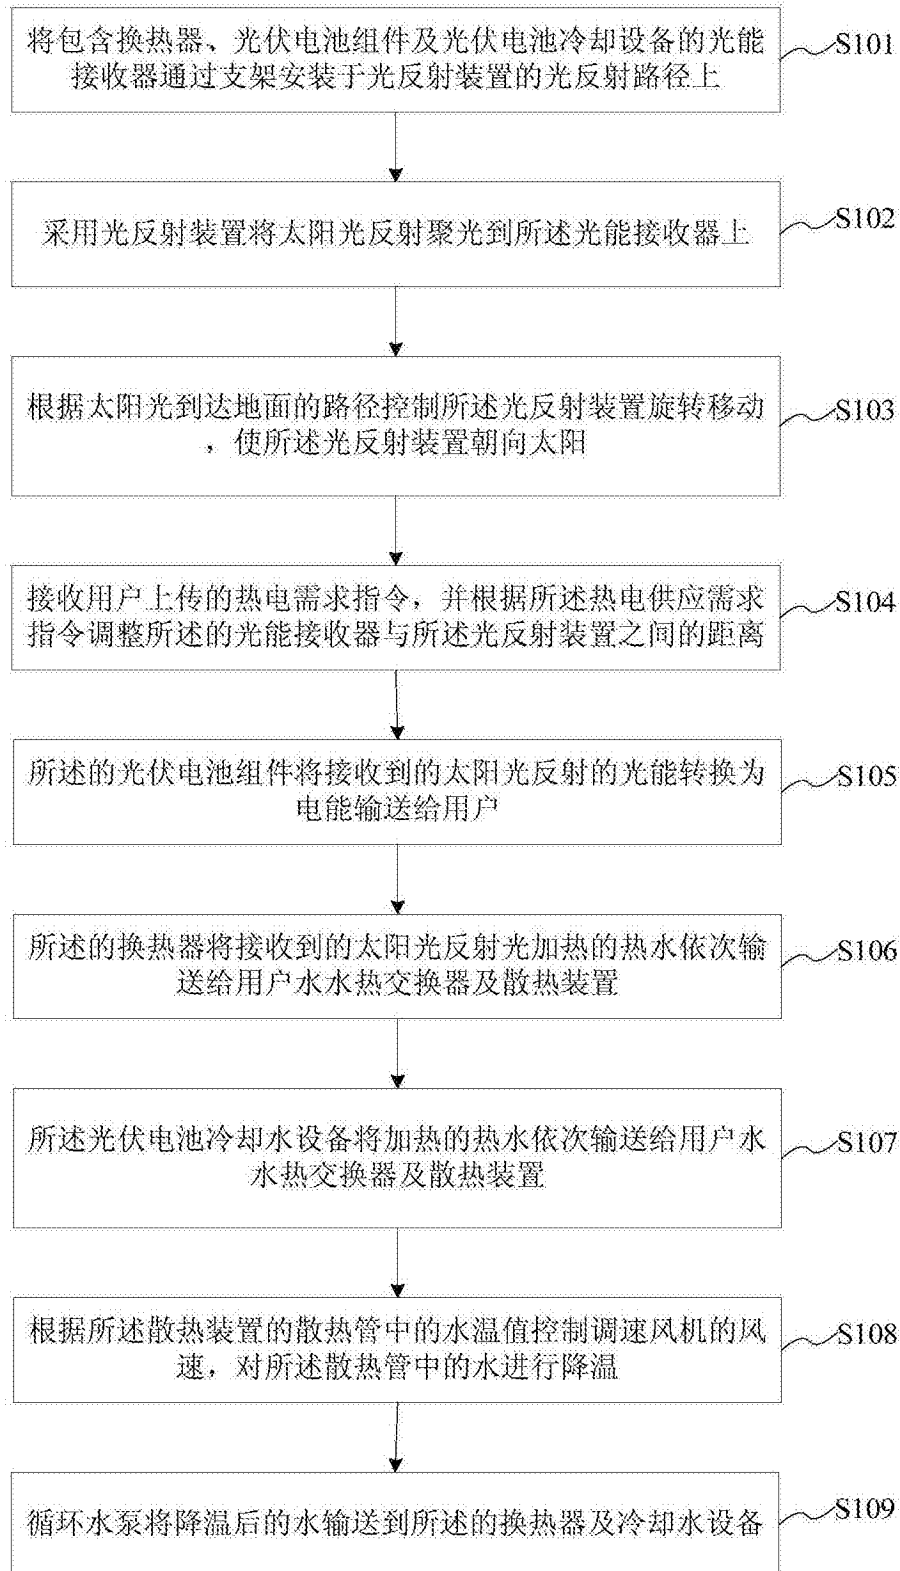 将包含换热器、光伏电池组件及光伏电池冷却设备的光能
接收器通过支架安装于光反射装置的光反射路径上
S101
采用光反射装置将太阳光反射聚光到所述光能接收器上
S102
根据太阳光到达地面的路径控制所述光反射装置旋转移动
，使所述光反射装置朝向太阳
S103
接收用户上传的热电需求指令，并根据所述热电供应需求
指令调整所述的光能接收器与所述光反射装置之间的距离
S104
所述的光伏电池组件将接收到的太阳光反射的光能转换为
电能输送给用户
S105
所述的换热器将接收到的太阳光反射光加热的热水依次输
送给用户水水热交换器及散热装置
S106
所述光伏电池冷却水设备将加热的热水依次输送给用户水
水热交换器及散热装置
S107
根据所述散热装置的散热管中的水温值控制调速风机的风
速，对所述散热管中的水进行降温
S108
循环水泵将降温后的水输送到所述的换热器及冷却水设备
S109